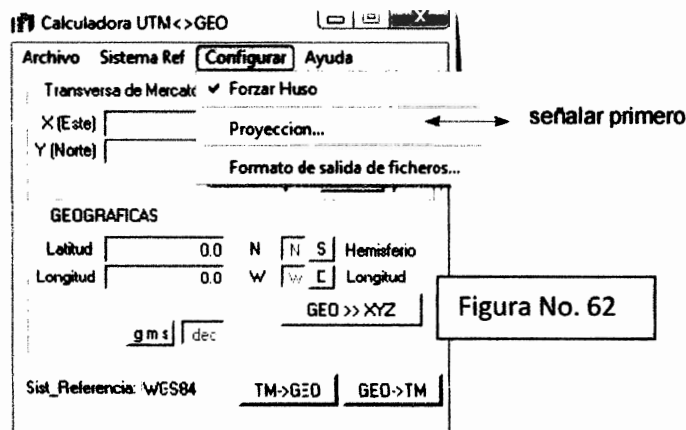 Calculadora UTM<>GEO
Archivo Sistema Ref Configurar Ayuda
Transversa de Mercato
✔ Forzar Huso
X (Este)
Proyeccion...
señalar primero
Y (Norte)
Formato de salida de ficheros...
GEOGRAFICAS
Latitud 0.0 N N S Hemisferio
Longitud 0.0 W W E Longitud
GEO >> XYZ
Figura No. 62
g m s dec
Sist_Referencia: WGS84 TM->GEO GEO->TM